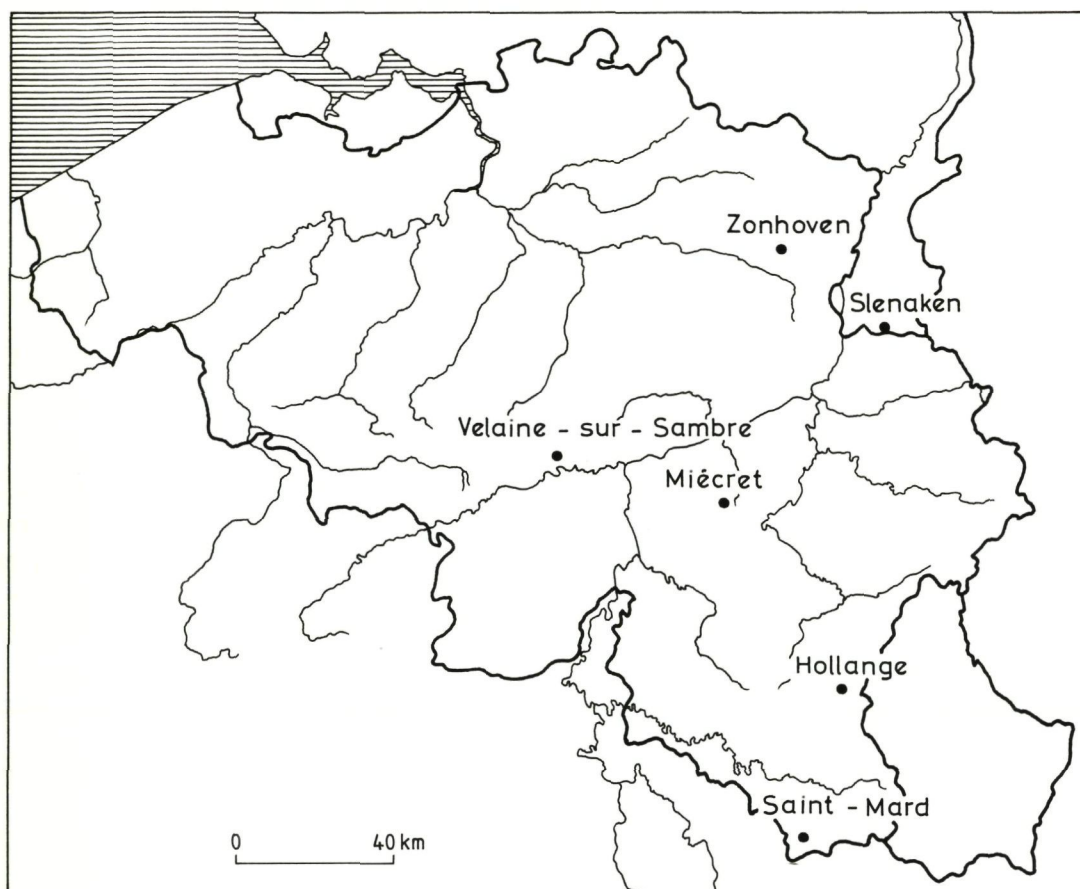 Zonhoven
Slenaken
Velaine - sur - Sambre
Miécret
Hollange
Saint - Mard
0 40 km